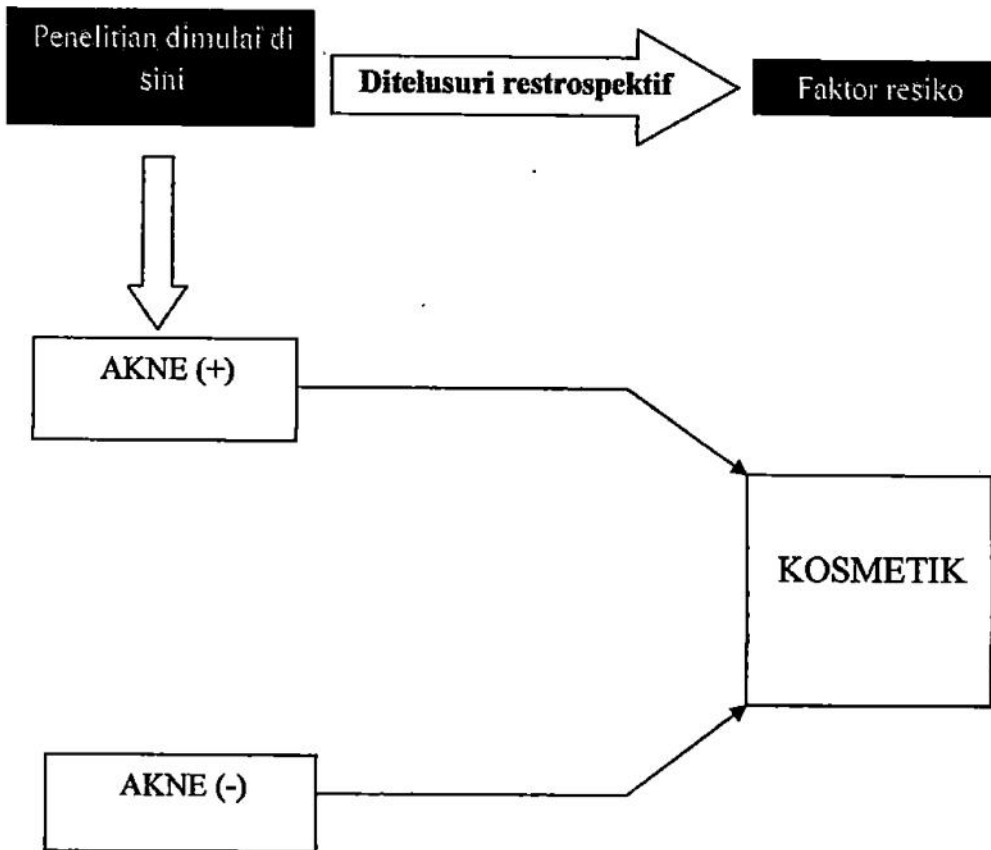 Penelitian dimulai di
sini
Ditelusuri restrospektif
Faktor resiko
AKNE (+)
KOSMETIK
AKNE (-)